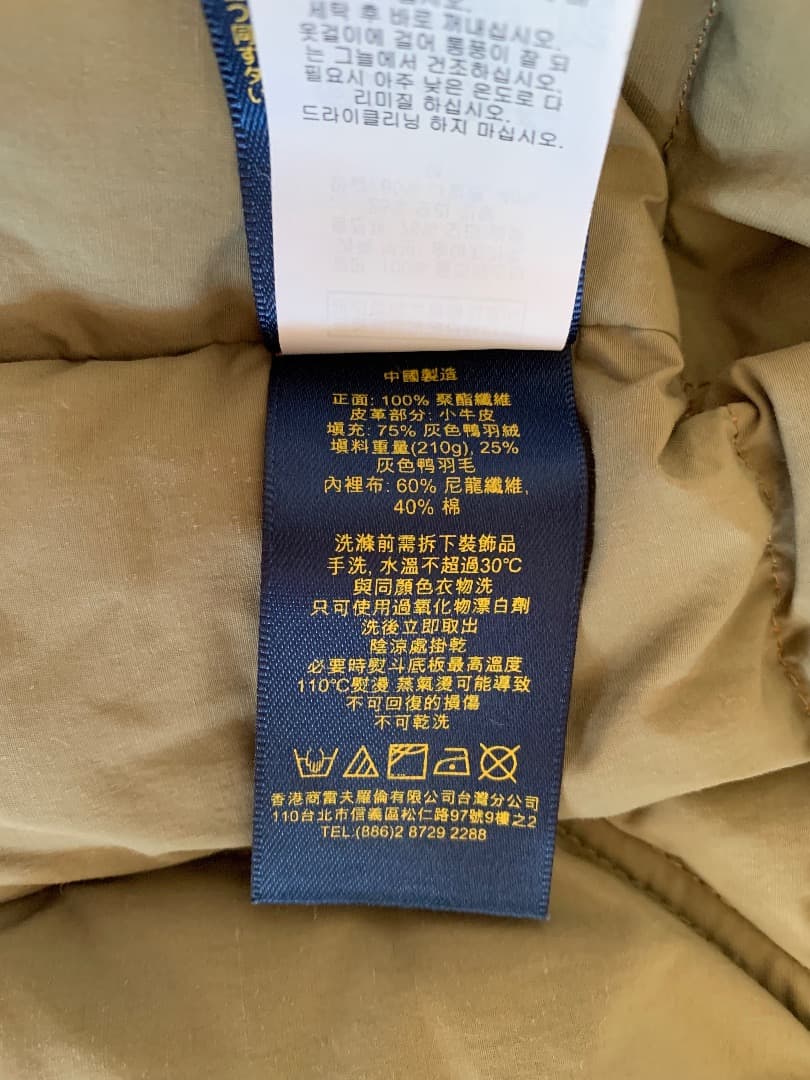 세탁 후 바로 꺼내십시오.
옷걸이에 걸어 통풍이 잘 되
는 그늘에서 건조하십시오.
필요시 아주 낮은 온도로 다
리미질 하십시오.
드라이클리닝 하지 마십시오.
中國製造
正面: 100% 聚酯纖維
皮革部分: 小牛皮
填充: 75% 灰色鴨羽絨
填料重量(210g), 25%
灰色鴨羽毛
內裡布: 60% 尼龍纖維,
40% 棉
洗滌前需拆下裝飾品
手洗, 水溫不超過30℃
與同顏色衣物洗
只可使用過氧化物漂白劑
洗後立即取出
陰涼處掛乾
必要時熨斗底板最高溫度
110℃熨燙 蒸氣燙可能導致
不可回復的損傷
不可乾洗
香港商雷夫羅倫有限公司台灣分公司
110台北市信義區松仁路97號9樓之2
TEL:(886)2 8729 2288